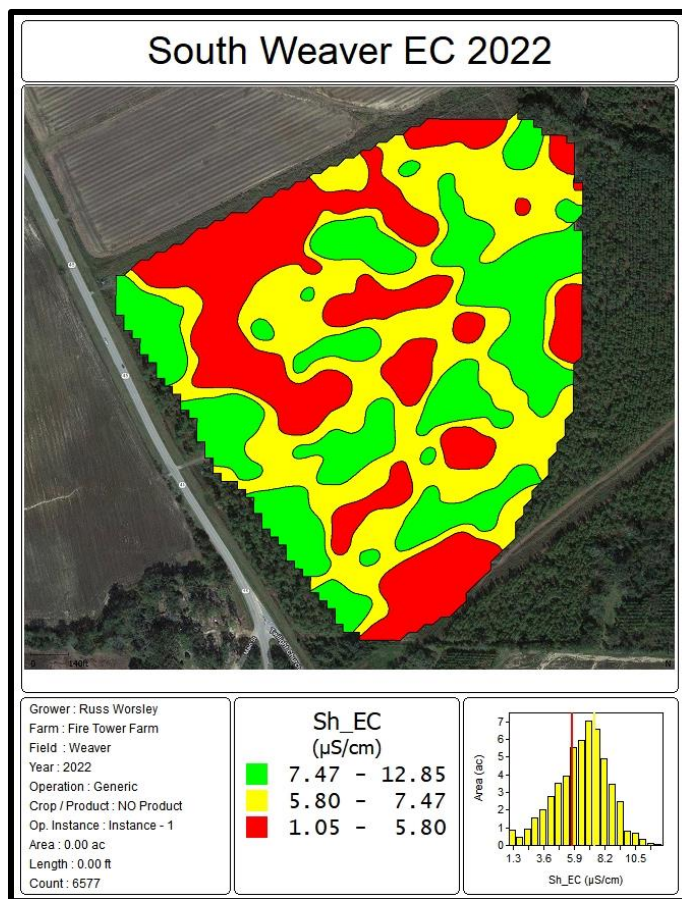 South Weaver EC 2022
140ft
N
Grower : Russ Worsley
Farm : Fire Tower Farm
Field : Weaver
Year : 2022
Operation : Generic
Crop / Product : NO Product
Op. Instance : Instance - 1
Area : 0.00 ac
Length : 0.00 ft
Count : 6577
Sh_EC
(µS/cm)
7.47 - 12.85
5.80 - 7.47
1.05 - 5.80
Area (ac)
7
6
5
4
3
2
1
0
1.3 3.6 5.9 8.2 10.5
Sh_EC (µS/cm)